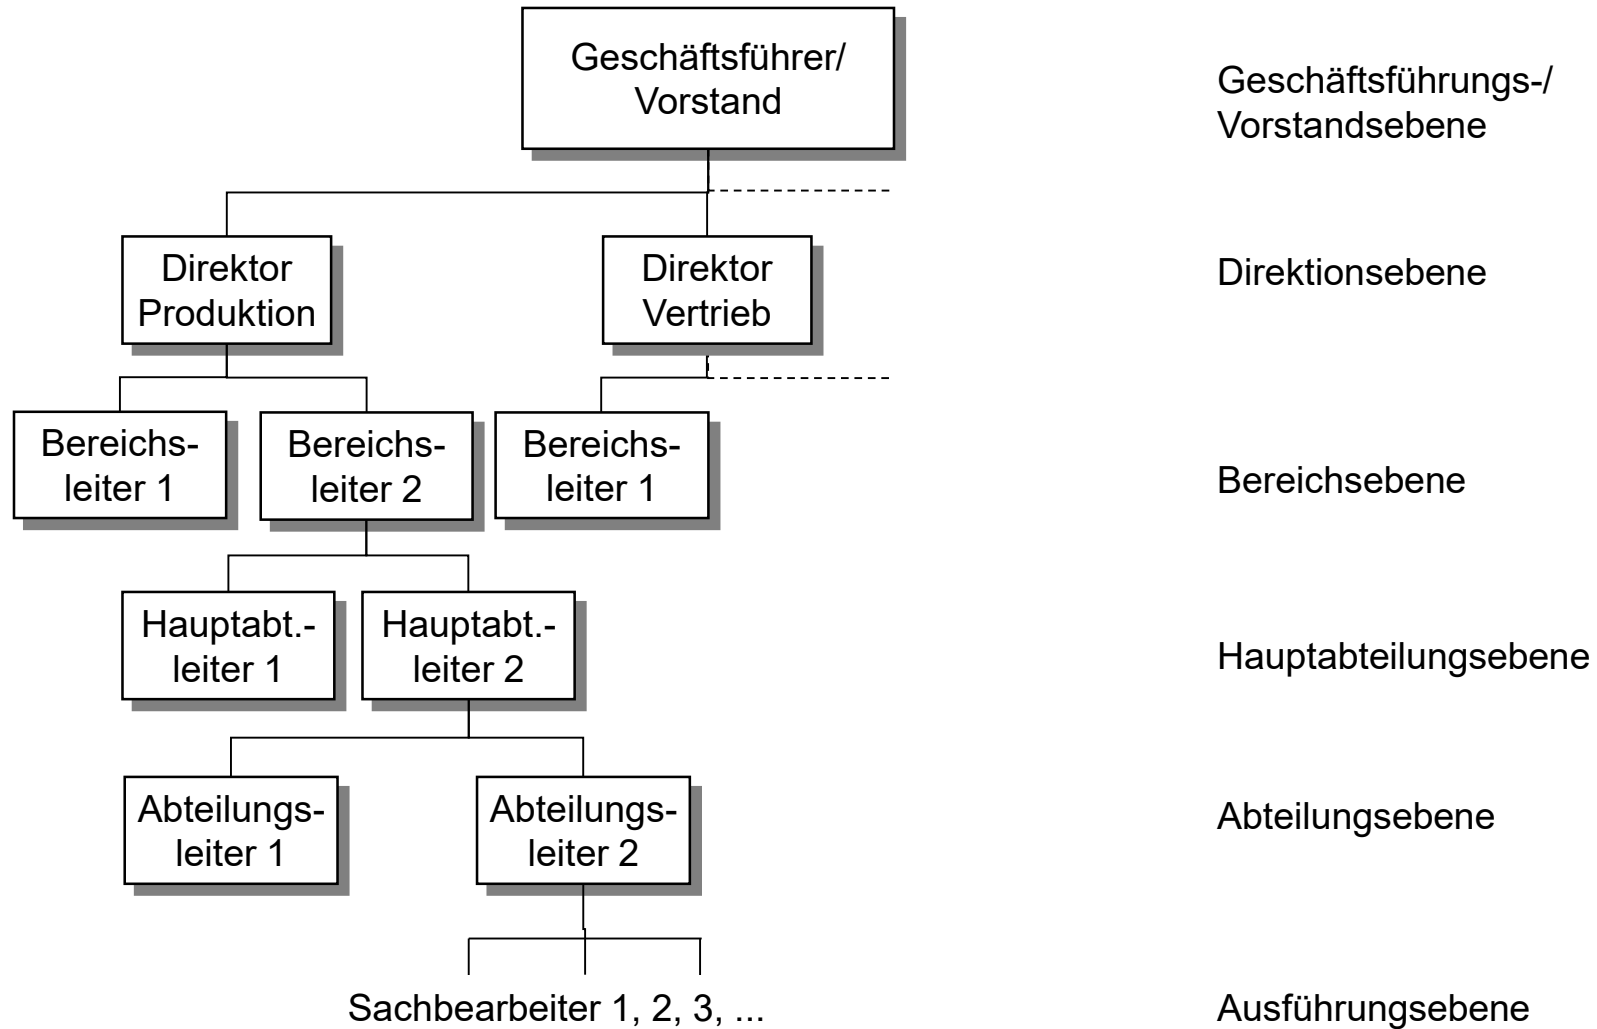 Geschäftsführer/
Vorstand
Geschäftsführungs-/
Vorstandsebene
Direktor
Produktion
Direktor
Vertrieb
Direktionsebene
Bereichs-
leiter 1
Bereichs-
leiter 2
Bereichs-
leiter 1
Bereichsebene
Hauptabt.-
leiter 1
Hauptabt.-
leiter 2
Hauptabteilungsebene
Abteilungs-
leiter 1
Abteilungs-
leiter 2
Abteilungsebene
Sachbearbeiter 1, 2, 3, ...
Ausführungsebene